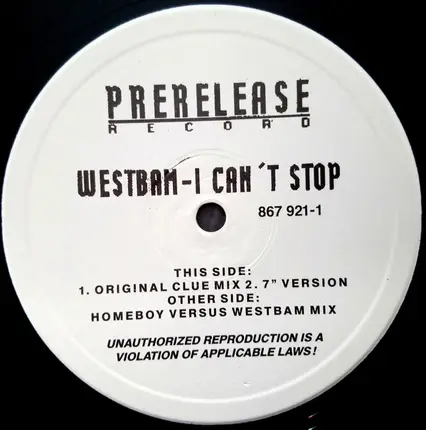 PRERELEASE
RECORD
WESTBAM-I CAN´T STOP
867 921-1
THIS SIDE:
1. ORIGINAL CLUE MIX 2. 7” VERSION
OTHER SIDE:
HOMEBOY VERSUS WESTBAM MIX
UNAUTHORIZED REPRODUCTION IS A
VIOLATION OF APPLICABLE LAWS!